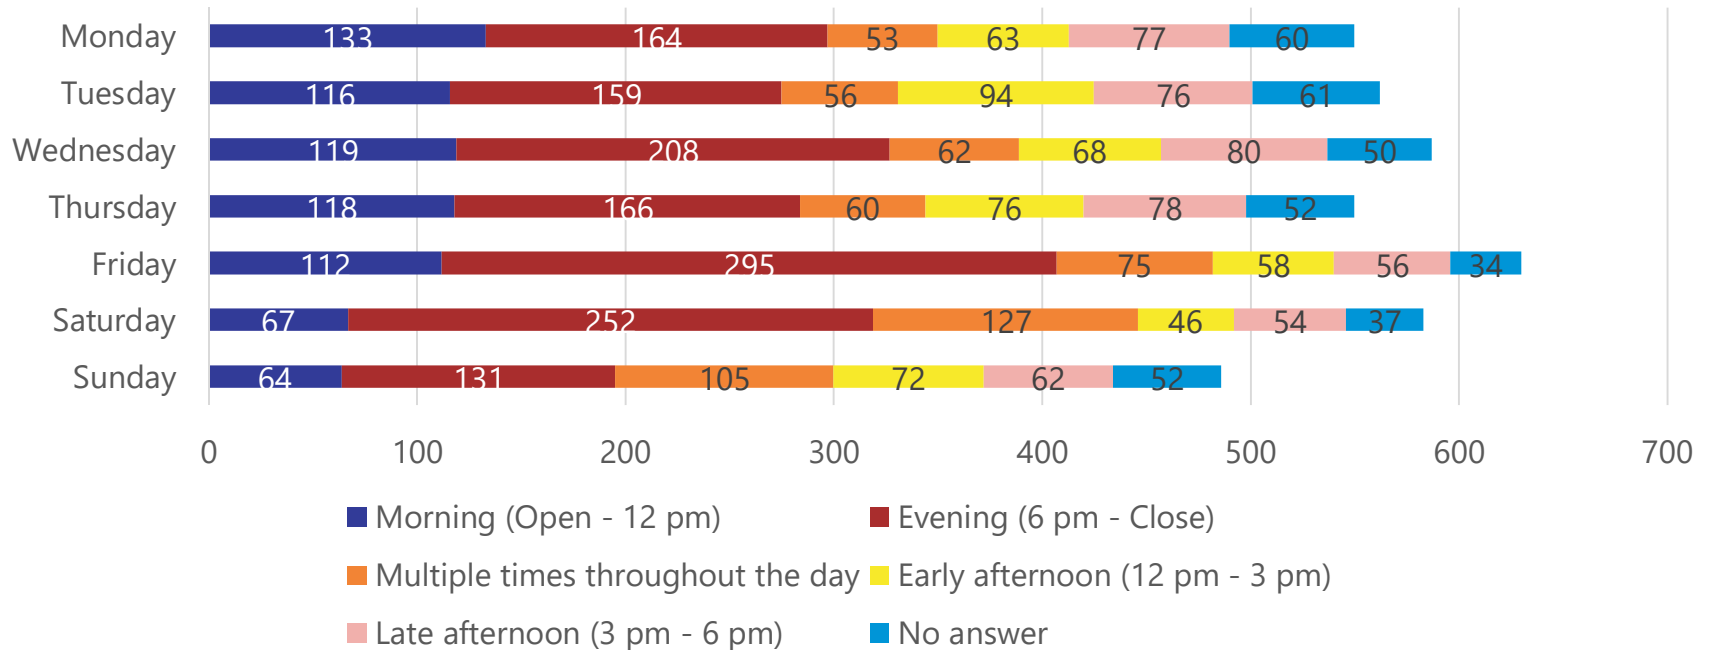 Monday 133 164 53 63 77 60
Tuesday 116 159 56 94 76 61
Wednesday 119 208 62 68 80 50
Thursday 118 166 60 76 78 52
Friday 112 295 75 58 56 34
Saturday 67 252 127 46 54 37
Sunday 64 131 105 72 62 52
0 100 200 300 400 500 600 700
Morning (Open - 12 pm) Evening (6 pm - Close)
Multiple times throughout the day Early afternoon (12 pm - 3 pm)
Late afternoon (3 pm - 6 pm) No answer